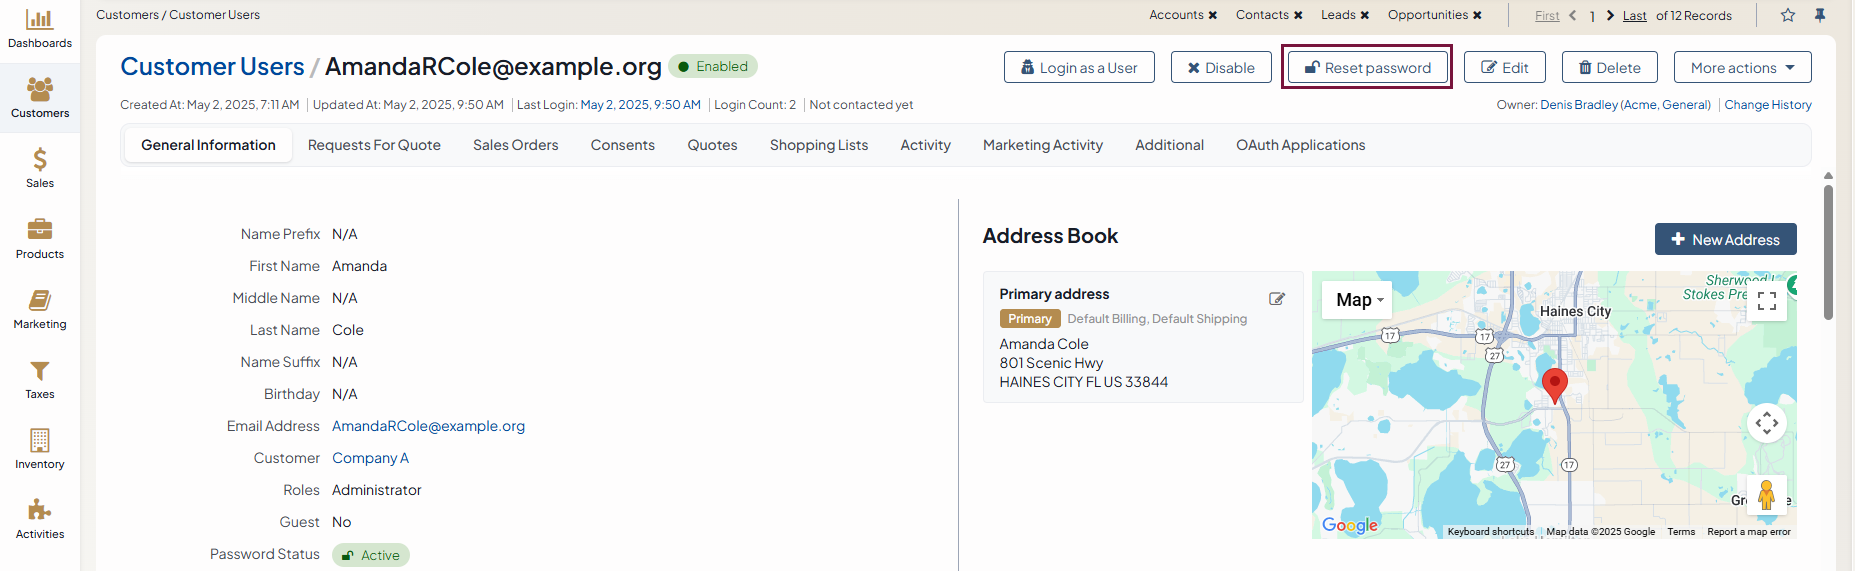 Dashboards
Customers
Sales
Products
Marketing
Taxes
Inventory
Activities
Customers / Customer Users
Accounts ✖ Contacts ✖ Leads ✖ Opportunities ✖
First 1 Last of 12 Records
Customer Users / AmandaRCole@example.org Enabled
Login as a User Disable Reset password Edit Delete More actions
Created At: May 2, 2025, 7:11 AM | Updated At: May 2, 2025, 9:50 AM | Last Login: May 2, 2025, 9:50 AM | Login Count: 2 | Not contacted yet
Owner: Denis Bradley (Acme, General) | Change History
General Information Requests For Quote Sales Orders Consents Quotes Shopping Lists Activity Marketing Activity Additional OAuth Applications
Name Prefix N/A
First Name Amanda
Middle Name N/A
Last Name Cole
Name Suffix N/A
Birthday N/A
Email Address AmandaRCole@example.org
Customer Company A
Roles Administrator
Guest No
Password Status Active
Address Book
+ New Address
Primary address
Primary Default Billing, Default Shipping
Amanda Cole
801 Scenic Hwy
HAINES CITY FL US 33844
Map
Sherwood
Stokes
Haines City
17
17
27
27
17
Google
Keyboard shortcuts Map data ©2025 Google Terms Report a map error